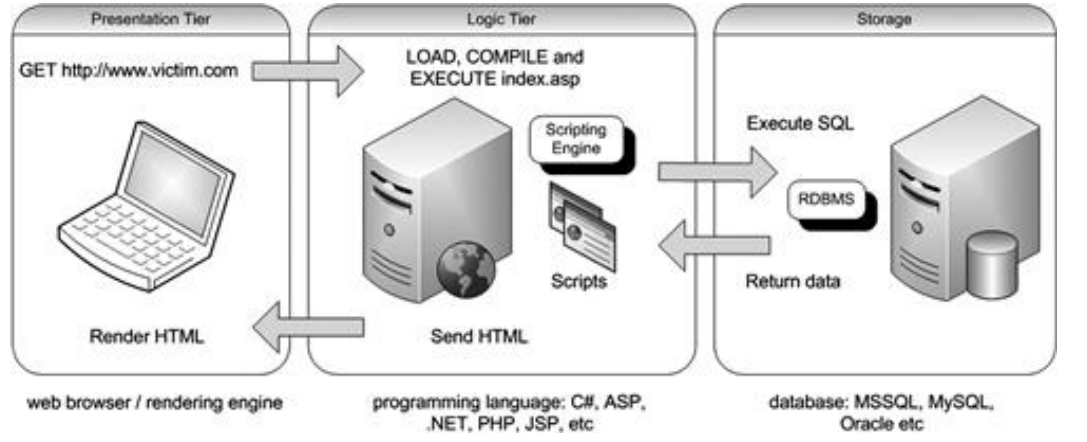 Presentation Tier
GET http://www.victim.com
Render HTML
web browser / rendering engine
Logic Tier
LOAD, COMPILE and
EXECUTE index.asp
Scripting
Engine
Scripts
Send HTML
programming language: C#, ASP,
.NET, PHP, JSP, etc
Storage
Execute SQL
RDBMS
Return data
database: MSSQL, MySQL,
Oracle etc